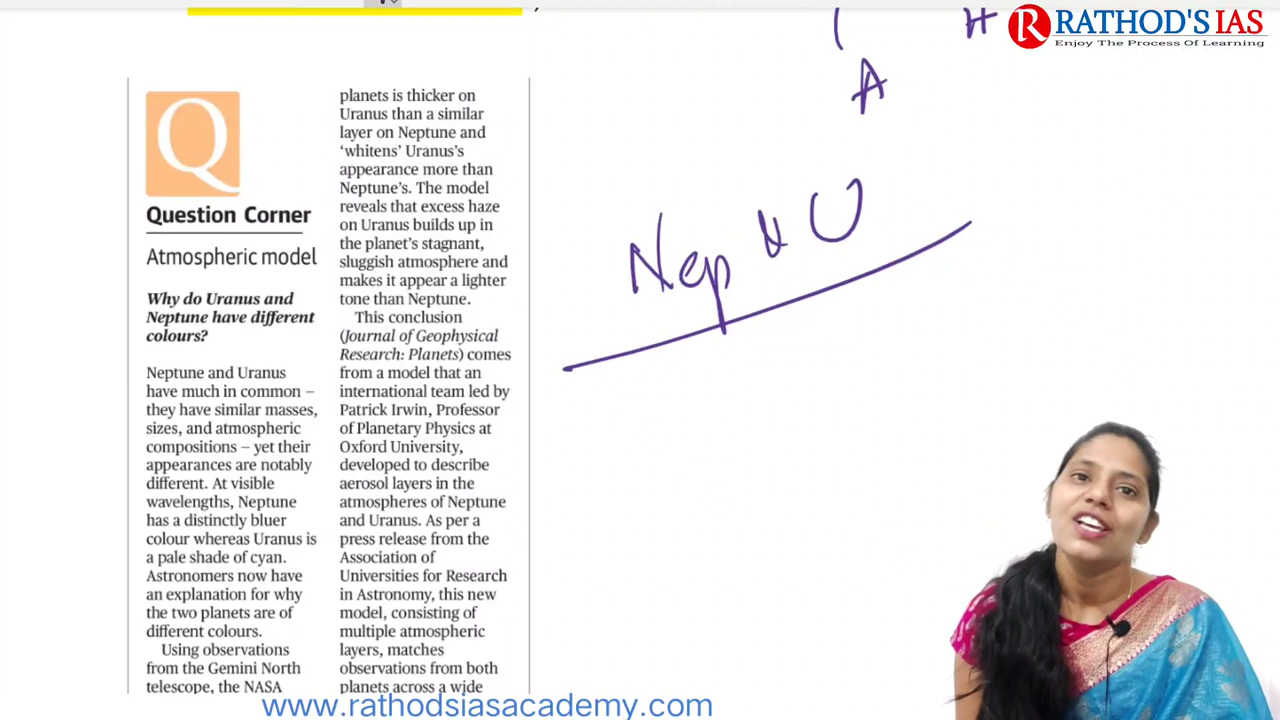 RATHOD'S IAS
Enjoy The Process Of Learning
H
A
Q
Question Corner
Atmospheric model
Why do Uranus and
Neptune have different
colours?
Neptune and Uranus
have much in common –
they have similar masses,
sizes, and atmospheric
compositions – yet their
appearances are notably
different. At visible
wavelengths, Neptune
has a distinctly bluer
colour whereas Uranus is
a pale shade of cyan.
Astronomers now have
an explanation for why
the two planets are of
different colours.
Using observations
from the Gemini North
telescope, the NASA
planets is thicker on
Uranus than a similar
layer on Neptune and
‘whitens’ Uranus’s
appearance more than
Neptune’s. The model
reveals that excess haze
on Uranus builds up in
the planet’s stagnant,
sluggish atmosphere and
makes it appear a lighter
tone than Neptune.
This conclusion
(Journal of Geophysical
Research: Planets) comes
from a model that an
international team led by
Patrick Irwin, Professor
of Planetary Physics at
Oxford University,
developed to describe
aerosol layers in the
atmospheres of Neptune
and Uranus. As per a
press release from the
Association of
Universities for Research
in Astronomy, this new
model, consisting of
multiple atmospheric
layers, matches
observations from both
planets across a wide
Nep & U
www.rathodsiasacademy.com